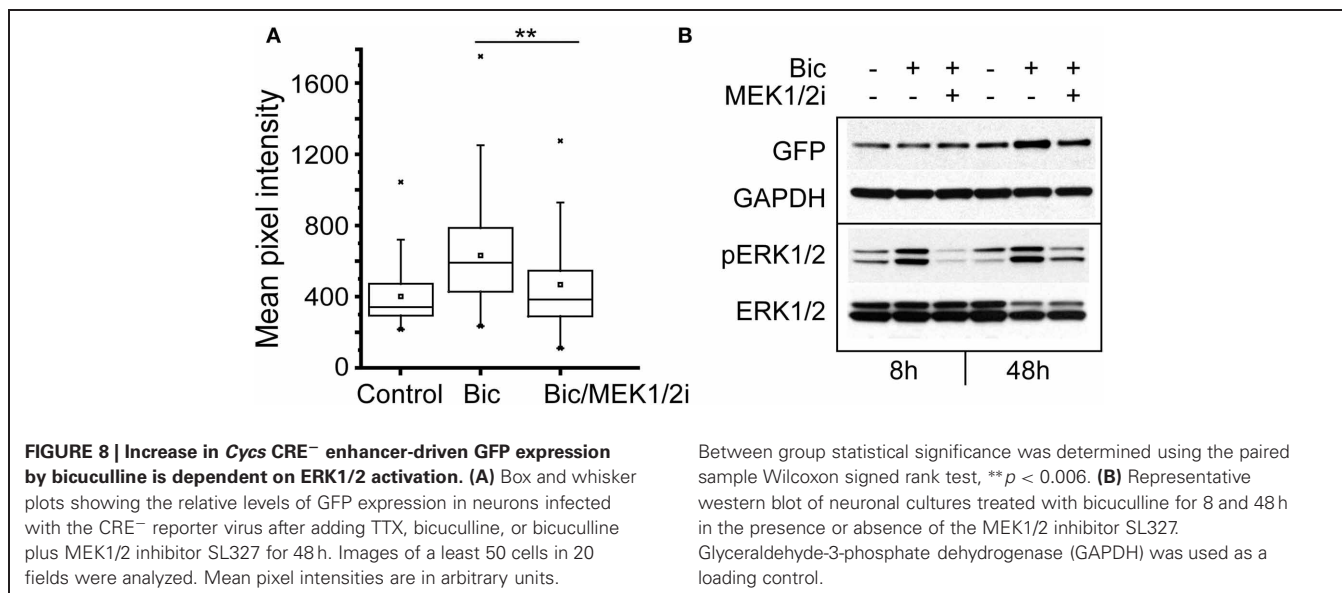 A
**
Mean pixel intensity
1600
1200
800
400
0
Control Bic Bic/MEK1/2i
B
Bic - + + - + +
MEK1/2i - - + - - +
GFP
GAPDH
pERK1/2
ERK1/2
8h 48h
FIGURE 8 | Increase in Cycs CRE⁻ enhancer-driven GFP expression
by bicuculline is dependent on ERK1/2 activation. (A) Box and whisker
plots showing the relative levels of GFP expression in neurons infected
with the CRE⁻ reporter virus after adding TTX, bicuculline, or bicuculline
plus MEK1/2 inhibitor SL327 for 48 h. Images of a least 50 cells in 20
fields were analyzed. Mean pixel intensities are in arbitrary units.
Between group statistical significance was determined using the paired
sample Wilcoxon signed rank test, **p < 0.006. (B) Representative
western blot of neuronal cultures treated with bicuculline for 8 and 48 h
in the presence or absence of the MEK1/2 inhibitor SL327.
Glyceraldehyde-3-phosphate dehydrogenase (GAPDH) was used as a
loading control.